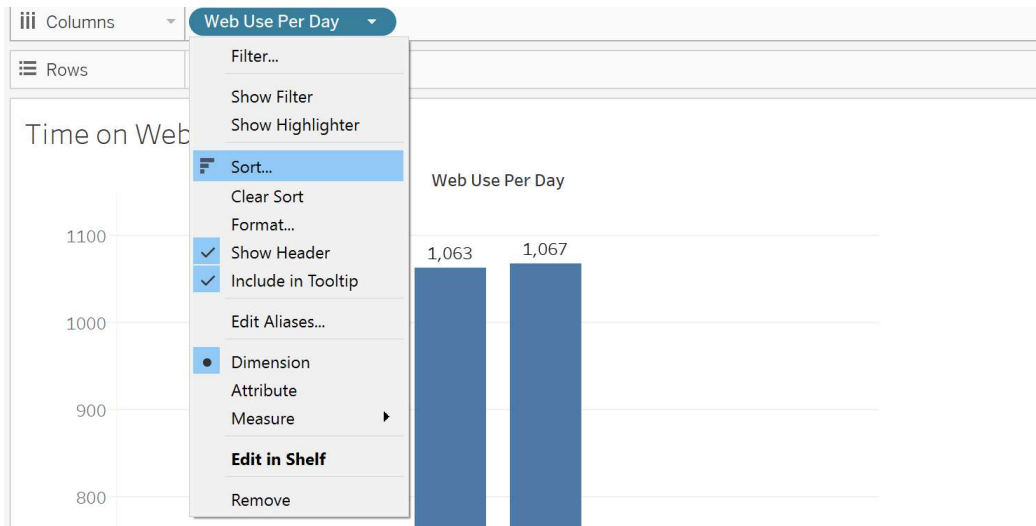 Columns
Web Use Per Day
Rows
Filter...
Show Filter
Show Highlighter
Sort...
Clear Sort
Format...
Show Header
Include in Tooltip
Edit Aliases...
Dimension
Attribute
Measure
Edit in Shelf
Remove
Time on Web
Web Use Per Day
1100
1,063
1,067
1000
900
800